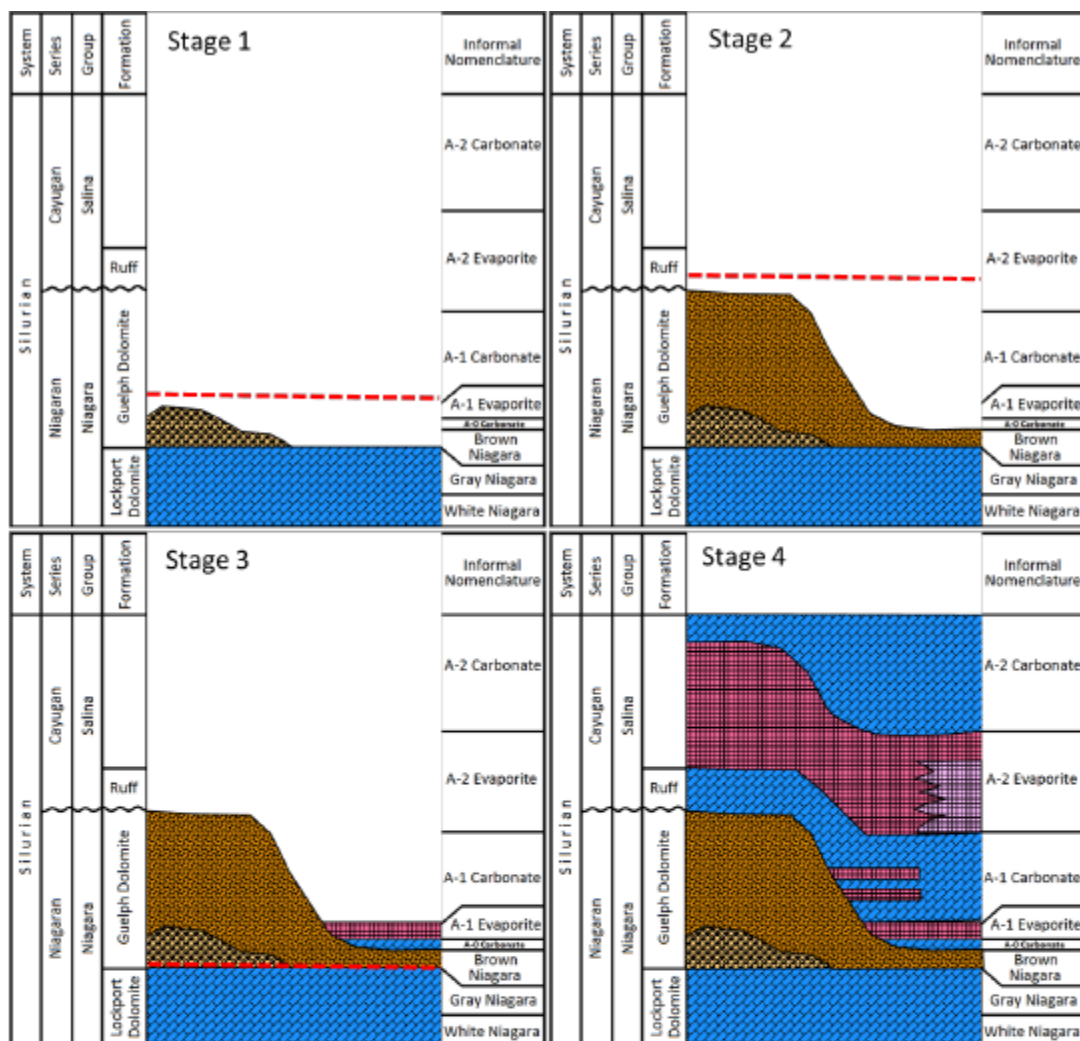 Stage 1
System
Series
Group
Formation
Informal
Nomenclature
Silurian
Cayugan
Niagaran
Salina
Niagara
Ruff
Guelph Dolomite
Lockport
Dolomite
A-2 Carbonate
A-2 Evaporite
A-1 Carbonate
A-1 Evaporite
A-0 Carbonate
Brown
Niagara
Gray Niagara
White Niagara
Stage 2
System
Series
Group
Formation
Informal
Nomenclature
Silurian
Cayugan
Niagaran
Salina
Niagara
Ruff
Guelph Dolomite
Lockport
Dolomite
A-2 Carbonate
A-2 Evaporite
A-1 Carbonate
A-1 Evaporite
A-0 Carbonate
Brown
Niagara
Gray Niagara
White Niagara
Stage 3
System
Series
Group
Formation
Informal
Nomenclature
Silurian
Cayugan
Niagaran
Salina
Niagara
Ruff
Guelph Dolomite
Lockport
Dolomite
A-2 Carbonate
A-2 Evaporite
A-1 Carbonate
A-1 Evaporite
A-0 Carbonate
Brown
Niagara
Gray Niagara
White Niagara
Stage 4
System
Series
Group
Formation
Informal
Nomenclature
Silurian
Cayugan
Niagaran
Salina
Niagara
Ruff
Guelph Dolomite
Lockport
Dolomite
A-2 Carbonate
A-2 Evaporite
A-1 Carbonate
A-1 Evaporite
A-0 Carbonate
Brown
Niagara
Gray Niagara
White Niagara